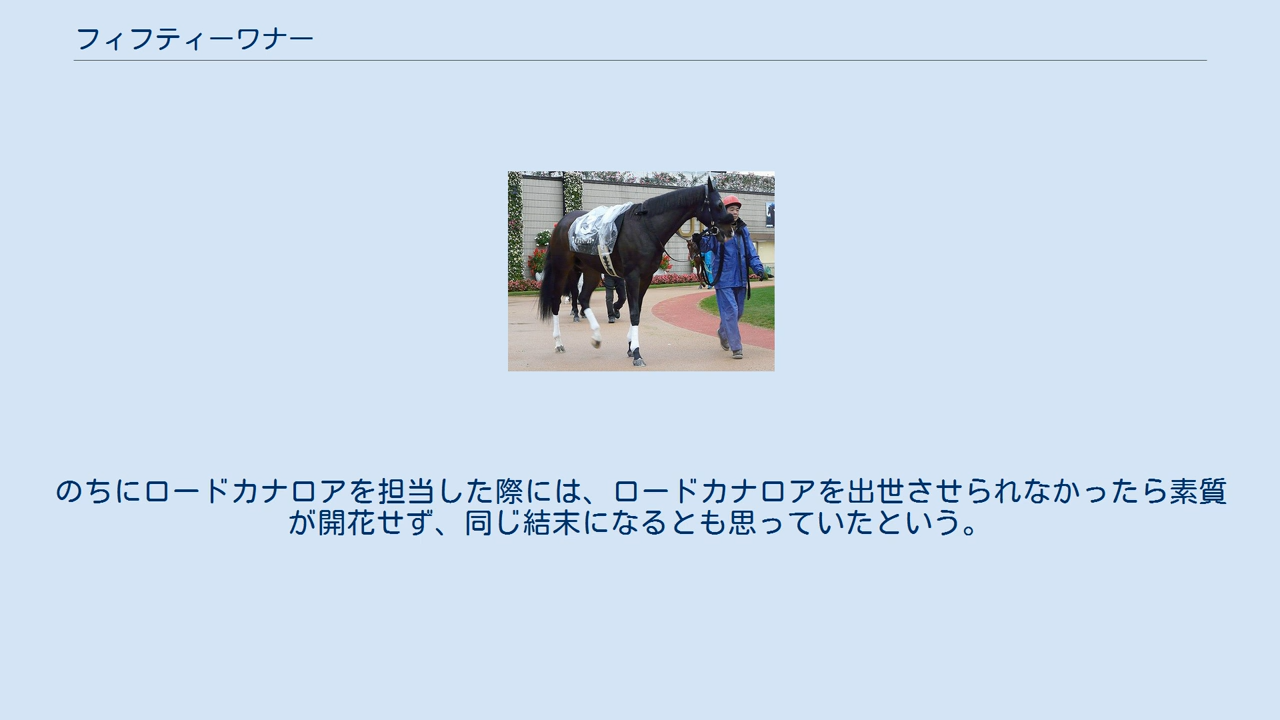 フィフティーワナー
のちにロードカナロアを担当した際には、ロードカナロアを出世させられなかったら素質
が開花せず、同じ結末になるとも思っていたという。